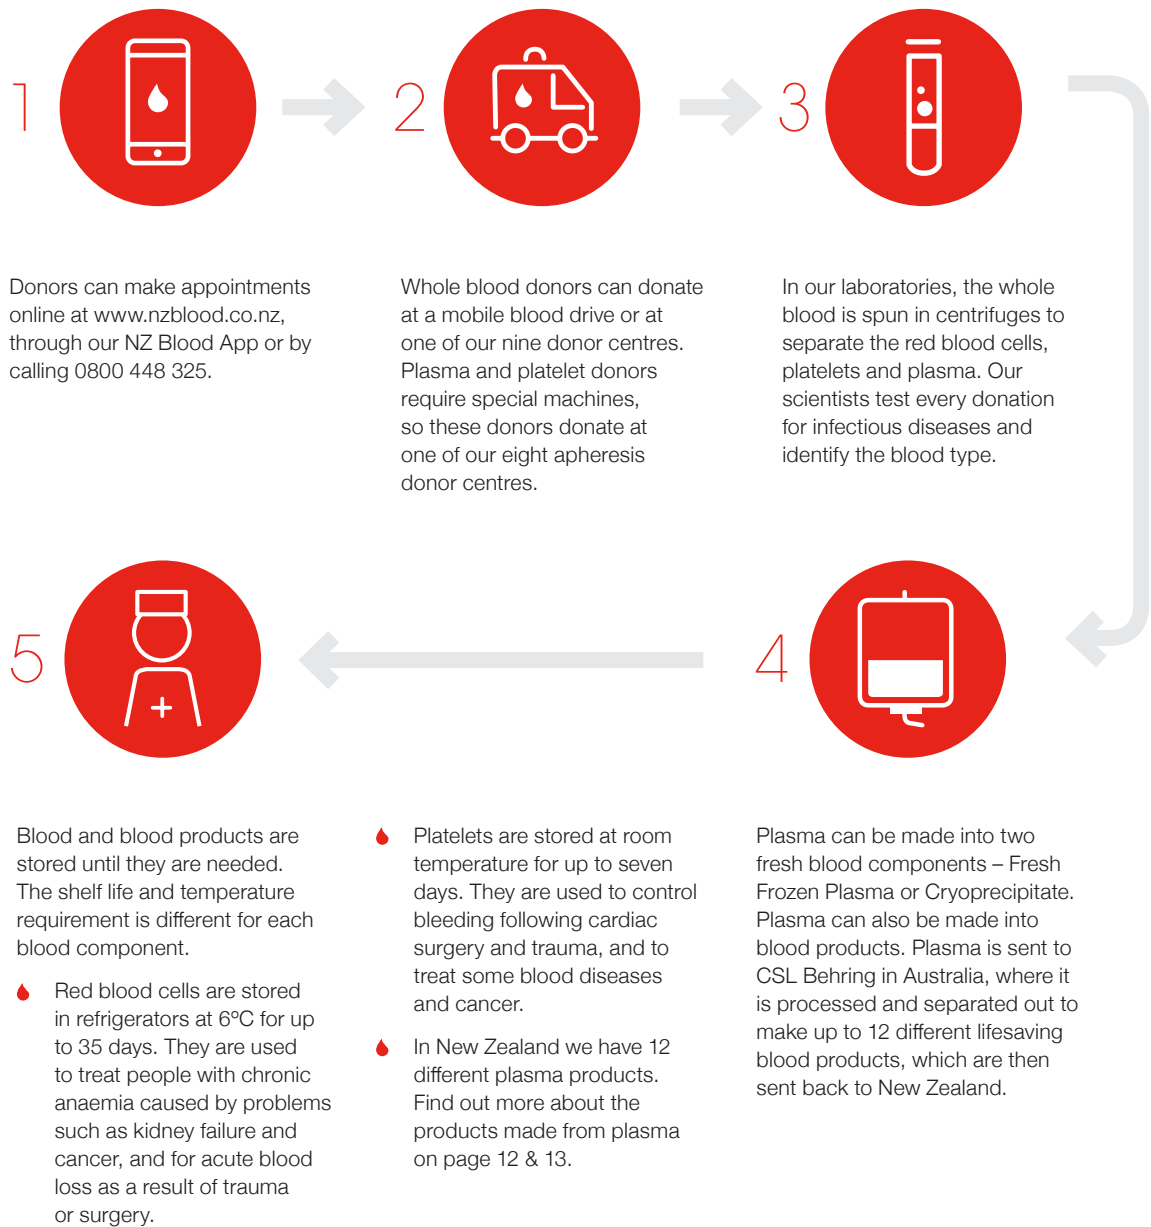 1
Donors can make appointments
online at www.nzblood.co.nz,
through our NZ Blood App or by
calling 0800 448 325.
2
Whole blood donors can donate
at a mobile blood drive or at
one of our nine donor centres.
Plasma and platelet donors
require special machines,
so these donors donate at
one of our eight apheresis
donor centres.
3
In our laboratories, the whole
blood is spun in centrifuges to
separate the red blood cells,
platelets and plasma. Our
scientists test every donation
for infectious diseases and
identify the blood type.
4
Plasma can be made into two
fresh blood components – Fresh
Frozen Plasma or Cryoprecipitate.
Plasma can also be made into
blood products. Plasma is sent to
CSL Behring in Australia, where it
is processed and separated out to
make up to 12 different lifesaving
blood products, which are then
sent back to New Zealand.
5
Blood and blood products are
stored until they are needed.
The shelf life and temperature
requirement is different for each
blood component.
Red blood cells are stored
in refrigerators at 6ºC for up
to 35 days. They are used
to treat people with chronic
anaemia caused by problems
such as kidney failure and
cancer, and for acute blood
loss as a result of trauma
or surgery.
Platelets are stored at room
temperature for up to seven
days. They are used to control
bleeding following cardiac
surgery and trauma, and to
treat some blood diseases
and cancer.
In New Zealand we have 12
different plasma products.
Find out more about the
products made from plasma
on page 12 & 13.